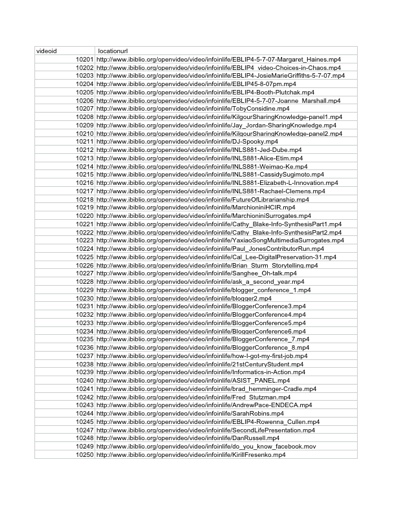 videoid locationurl
10201 http://www.ibiblio.org/openvideo/video/infoinlife/EBLIP4-5-7-07-Margaret_Haines.mp4
10202 http://www.ibiblio.org/openvideo/video/infoinlife/EBLIP4_video-Choices-in-Chaos.mp4
10203 http://www.ibiblio.org/openvideo/video/infoinlife/EBLIP4-JosieMarieGriffiths-5-7-07.mp4
10204 http://www.ibiblio.org/openvideo/video/infoinlife/EBLIP45-8-07pm.mp4
10205 http://www.ibiblio.org/openvideo/video/infoinlife/EBLIP4-Booth-Plutchak.mp4
10206 http://www.ibiblio.org/openvideo/video/infoinlife/EBLIP4-5-7-07-Joanne_Marshall.mp4
10207 http://www.ibiblio.org/openvideo/video/infoinlife/TobyConsidine.mp4
10208 http://www.ibiblio.org/openvideo/video/infoinlife/KilgourSharingKnowledge-panel1.mp4
10209 http://www.ibiblio.org/openvideo/video/infoinlife/Jay_Jordan-SharingKnowledge.mp4
10210 http://www.ibiblio.org/openvideo/video/infoinlife/KilgourSharingKnowledge-panel2.mp4
10211 http://www.ibiblio.org/openvideo/video/infoinlife/DJ-Spooky.mp4
10212 http://www.ibiblio.org/openvideo/video/infoinlife/INLS881-Jed-Dube.mp4
10213 http://www.ibiblio.org/openvideo/video/infoinlife/INLS881-Alice-Etim.mp4
10214 http://www.ibiblio.org/openvideo/video/infoinlife/INLS881-Weimao-Ke.mp4
10215 http://www.ibiblio.org/openvideo/video/infoinlife/INLS881-CassidySugimoto.mp4
10216 http://www.ibiblio.org/openvideo/video/infoinlife/INLS881-Elizabeth-L-Innovation.mp4
10217 http://www.ibiblio.org/openvideo/video/infoinlife/INLS881-Rachael-Clemens.mp4
10218 http://www.ibiblio.org/openvideo/video/infoinlife/FutureOfLibrarianship.mp4
10219 http://www.ibiblio.org/openvideo/video/infoinlife/MarchioniniHCIR.mp4
10220 http://www.ibiblio.org/openvideo/video/infoinlife/MarchioniniSurrogates.mp4
10221 http://www.ibiblio.org/openvideo/video/infoinlife/Cathy_Blake-Info-SynthesisPart1.mp4
10222 http://www.ibiblio.org/openvideo/video/infoinlife/Cathy_Blake-Info-SynthesisPart2.mp4
10223 http://www.ibiblio.org/openvideo/video/infoinlife/YaxiaoSongMultimediaSurrogates.mp4
10224 http://www.ibiblio.org/openvideo/video/infoinlife/Paul_JonesContributorRun.mp4
10225 http://www.ibiblio.org/openvideo/video/infoinlife/Cal_Lee-DigitalPreservation-31.mp4
10226 http://www.ibiblio.org/openvideo/video/infoinlife/Brian_Sturm_Storytelling.mp4
10227 http://www.ibiblio.org/openvideo/video/infoinlife/Sanghee_Oh-talk.mp4
10228 http://www.ibiblio.org/openvideo/video/infoinlife/ask_a_second_year.mp4
10229 http://www.ibiblio.org/openvideo/video/infoinlife/blogger_conference_1.mp4
10230 http://www.ibiblio.org/openvideo/video/infoinlife/blogger2.mp4
10231 http://www.ibiblio.org/openvideo/video/infoinlife/BloggerConference3.mp4
10232 http://www.ibiblio.org/openvideo/video/infoinlife/BloggerConference4.mp4
10233 http://www.ibiblio.org/openvideo/video/infoinlife/BloggerConference5.mp4
10234 http://www.ibiblio.org/openvideo/video/infoinlife/BloggerConference6.mp4
10235 http://www.ibiblio.org/openvideo/video/infoinlife/BloggerConference_7.mp4
10236 http://www.ibiblio.org/openvideo/video/infoinlife/BloggerConference_8.mp4
10237 http://www.ibiblio.org/openvideo/video/infoinlife/how-I-got-my-first-job.mp4
10238 http://www.ibiblio.org/openvideo/video/infoinlife/21stCenturyStudent.mp4
10239 http://www.ibiblio.org/openvideo/video/infoinlife/Informatics-in-Action.mp4
10240 http://www.ibiblio.org/openvideo/video/infoinlife/ASIST_PANEL.mp4
10241 http://www.ibiblio.org/openvideo/video/infoinlife/brad_hemminger-Cradle.mp4
10242 http://www.ibiblio.org/openvideo/video/infoinlife/Fred_Stutzman.mp4
10243 http://www.ibiblio.org/openvideo/video/infoinlife/AndrewPace-ENDECA.mp4
10244 http://www.ibiblio.org/openvideo/video/infoinlife/SarahRobins.mp4
10245 http://www.ibiblio.org/openvideo/video/infoinlife/EBLIP4-Rowenna_Cullen.mp4
10247 http://www.ibiblio.org/openvideo/video/infoinlife/SecondLifePresentation.mp4
10248 http://www.ibiblio.org/openvideo/video/infoinlife/DanRussell.mp4
10249 http://www.ibiblio.org/openvideo/video/infoinlife/do_you_know_facebook.mov
10250 http://www.ibiblio.org/openvideo/video/infoinlife/KirillFresenko.mp4